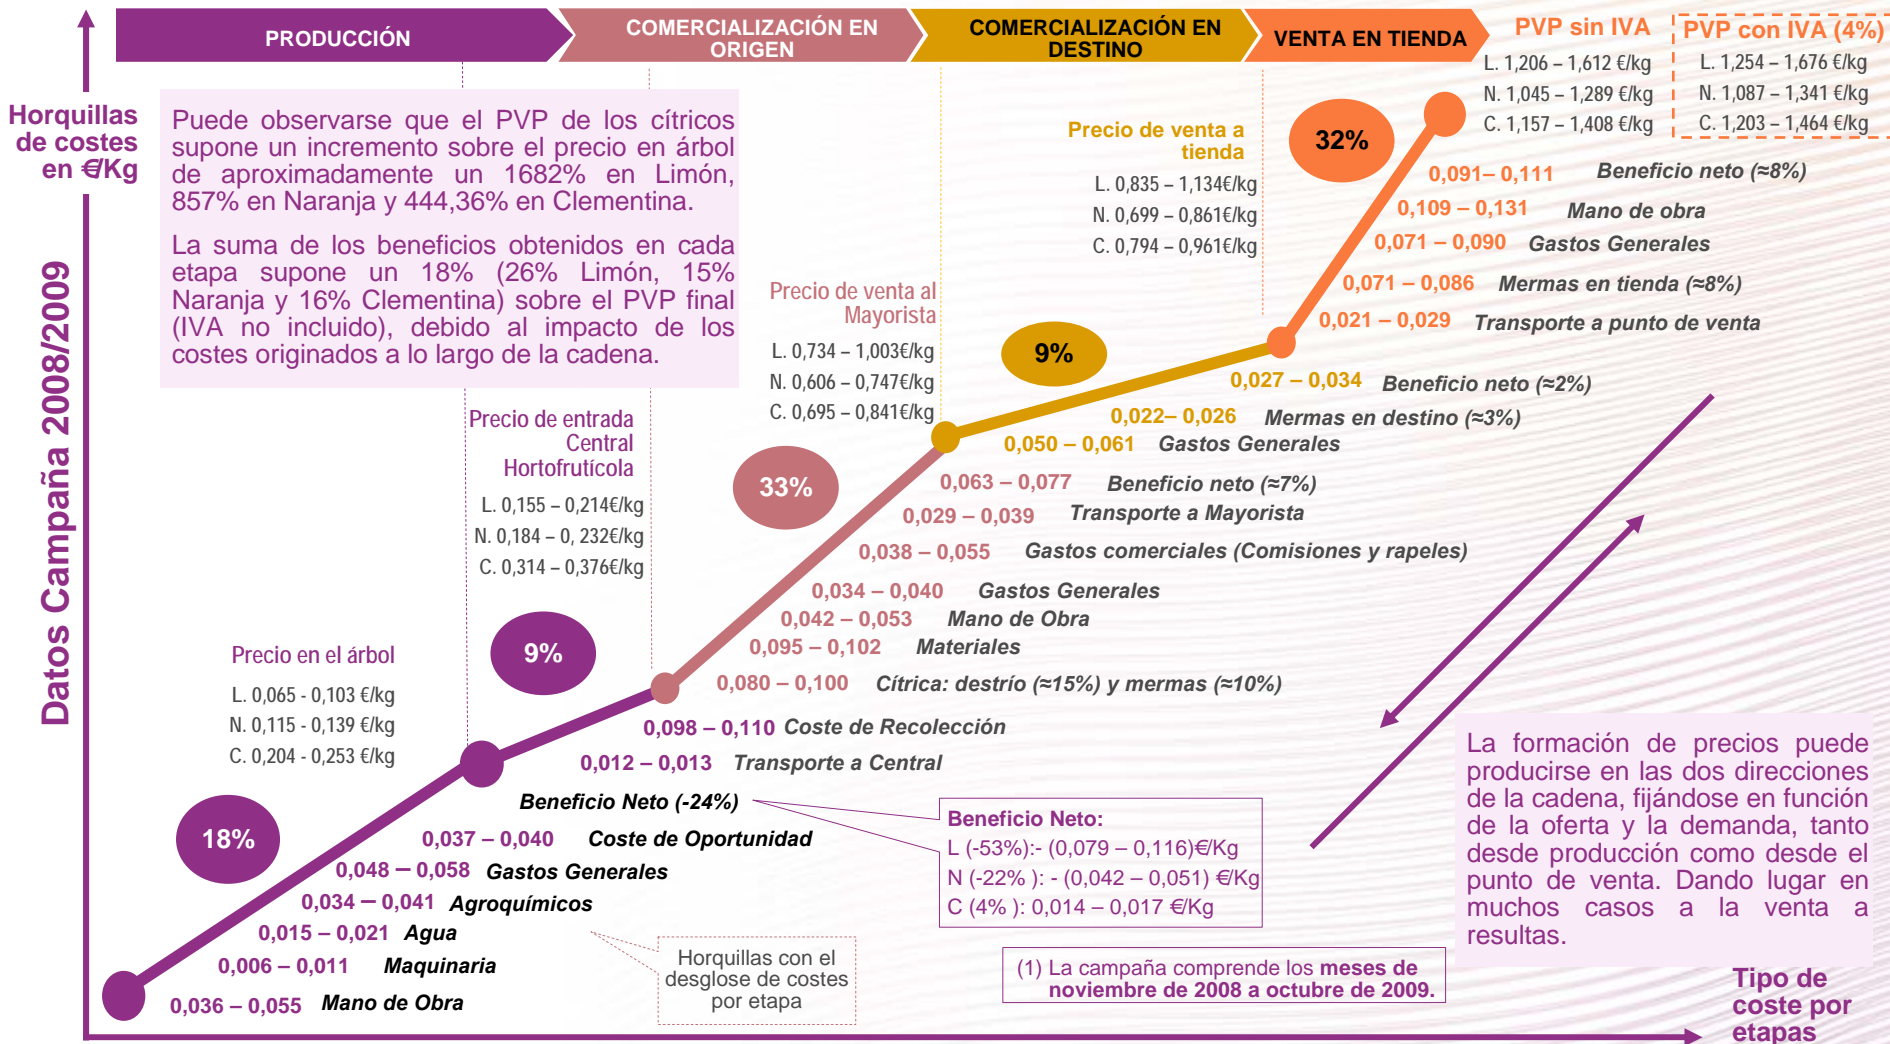 PRODUCCIÓN
COMERCIALIZACIÓN EN
ORIGEN
COMERCIALIZACIÓN EN
DESTINO
VENTA EN TIENDA
PVP sin IVA
L. 1,206 – 1,612 €/kg
N. 1,045 – 1,289 €/kg
C. 1,157 – 1,408 €/kg
PVP con IVA (4%)
L. 1,254 – 1,676 €/kg
N. 1,087 – 1,341 €/kg
C. 1,203 – 1,464 €/kg
Horquillas
de costes
en €/Kg
Datos Campaña 2008/2009
Puede observarse que el PVP de los cítricos
supone un incremento sobre el precio en árbol
de aproximadamente un 1682% en Limón,
857% en Naranja y 444,36% en Clementina.
La suma de los beneficios obtenidos en cada
etapa supone un 18% (26% Limón, 15%
Naranja y 16% Clementina) sobre el PVP final
(IVA no incluido), debido al impacto de los
costes originados a lo largo de la cadena.
Precio de venta a
tienda
L. 0,835 – 1,134€/kg
N. 0,699 – 0,861€/kg
C. 0,794 – 0,961€/kg
32%
0,091– 0,111 Beneficio neto (≈8%)
0,109 – 0,131 Mano de obra
0,071 – 0,090 Gastos Generales
0,071 – 0,086 Mermas en tienda (≈8%)
0,021 – 0,029 Transporte a punto de venta
Precio de venta al
Mayorista
L. 0,734 – 1,003€/kg
N. 0,606 – 0,747€/kg
C. 0,695 – 0,841€/kg
9%
0,027 – 0,034 Beneficio neto (≈2%)
0,022– 0,026 Mermas en destino (≈3%)
0,050 – 0,061 Gastos Generales
Precio de entrada
Central
Hortofrutícola
L. 0,155 – 0,214€/kg
N. 0,184 – 0, 232€/kg
C. 0,314 – 0,376€/kg
33%
0,063 – 0,077 Beneficio neto (≈7%)
0,029 – 0,039 Transporte a Mayorista
0,038 – 0,055 Gastos comerciales (Comisiones y rapeles)
0,034 – 0,040 Gastos Generales
0,042 – 0,053 Mano de Obra
0,095 – 0,102 Materiales
0,080 – 0,100 Cítrica: destrío (≈15%) y mermas (≈10%)
Precio en el árbol
L. 0,065 - 0,103 €/kg
N. 0,115 - 0,139 €/kg
C. 0,204 - 0,253 €/kg
9%
0,098 – 0,110 Coste de Recolección
0,012 – 0,013 Transporte a Central
18%
Beneficio Neto (-24%)
0,037 – 0,040 Coste de Oportunidad
0,048 – 0,058 Gastos Generales
0,034 – 0,041 Agroquímicos
0,015 – 0,021 Agua
0,006 – 0,011 Maquinaria
0,036 – 0,055 Mano de Obra
Beneficio Neto:
L (-53%):- (0,079 – 0,116)€/Kg
N (-22% ): - (0,042 – 0,051) €/Kg
C (4% ): 0,014 – 0,017 €/Kg
Horquillas con el
desglose de costes
por etapa
(1) La campaña comprende los meses de
noviembre de 2008 a octubre de 2009.
La formación de precios puede
producirse en las dos direcciones
de la cadena, fijándose en función
de la oferta y la demanda, tanto
desde producción como desde el
punto de venta. Dando lugar en
muchos casos a la venta a
resultas.
Tipo de
coste por
etapas